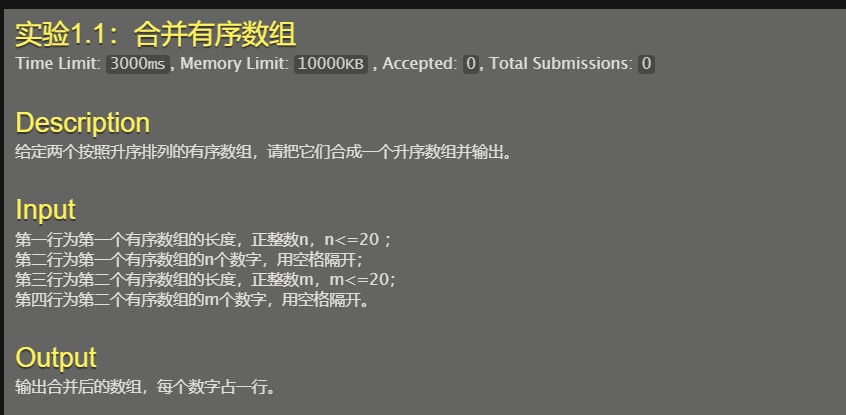 实验1.1：合并有序数组
Time Limit: 3000ms, Memory Limit: 10000KB , Accepted: 0, Total Submissions: 0
Description
给定两个按照升序排列的有序数组，请把它们合成一个升序数组并输出。
Input
第一行为第一个有序数组的长度，正整数n，n<=20；
第二行为第一个有序数组的n个数字，用空格隔开；
第三行为第二个有序数组的长度，正整数m，m<=20；
第四行为第二个有序数组的m个数字，用空格隔开。
Output
输出合并后的数组，每个数字占一行。